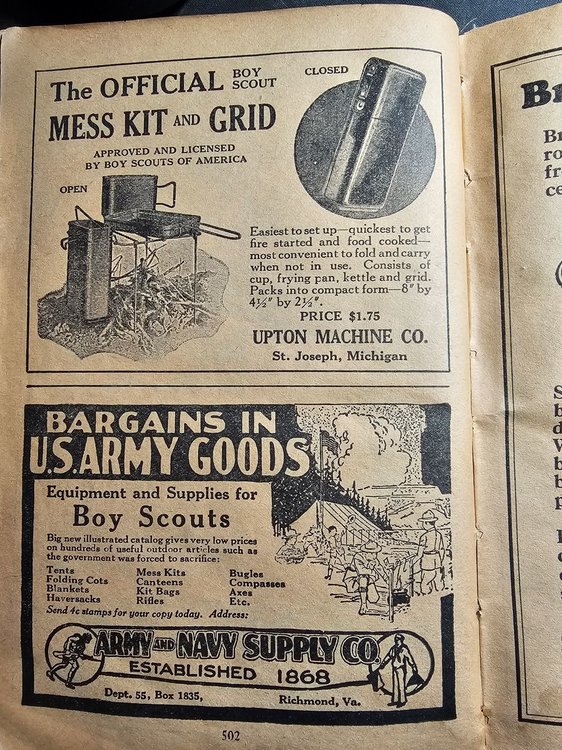 The OFFICIAL BOY SCOUT
MESS KIT AND GRID
APPROVED AND LICENSED
BY BOY SCOUTS OF AMERICA
OPEN
CLOSED
Easiest to set up—quickest to get
fire started and food cooked—
most convenient to fold and carry
when not in use. Consists of
cup, frying pan, kettle and grid.
Packs into compact form—8" by
4½" by 2½".
PRICE $1.75
UPTON MACHINE CO.
St. Joseph, Michigan
BARGAINS IN
U.S. ARMY GOODS
Equipment and Supplies for
Boy Scouts
Big new illustrated catalog gives very low prices
on hundreds of useful outdoor articles such as
the government was forced to sacrifice:
Tents Mess Kits Bugles
Folding Cots Canteens Compasses
Blankets Kit Bags Axes
Haversacks Rifles Etc.
Send 4c stamps for your copy today. Address:
ARMY AND NAVY SUPPLY CO.
ESTABLISHED 1868
Dept. 55, Box 1835, Richmond, Va.
502